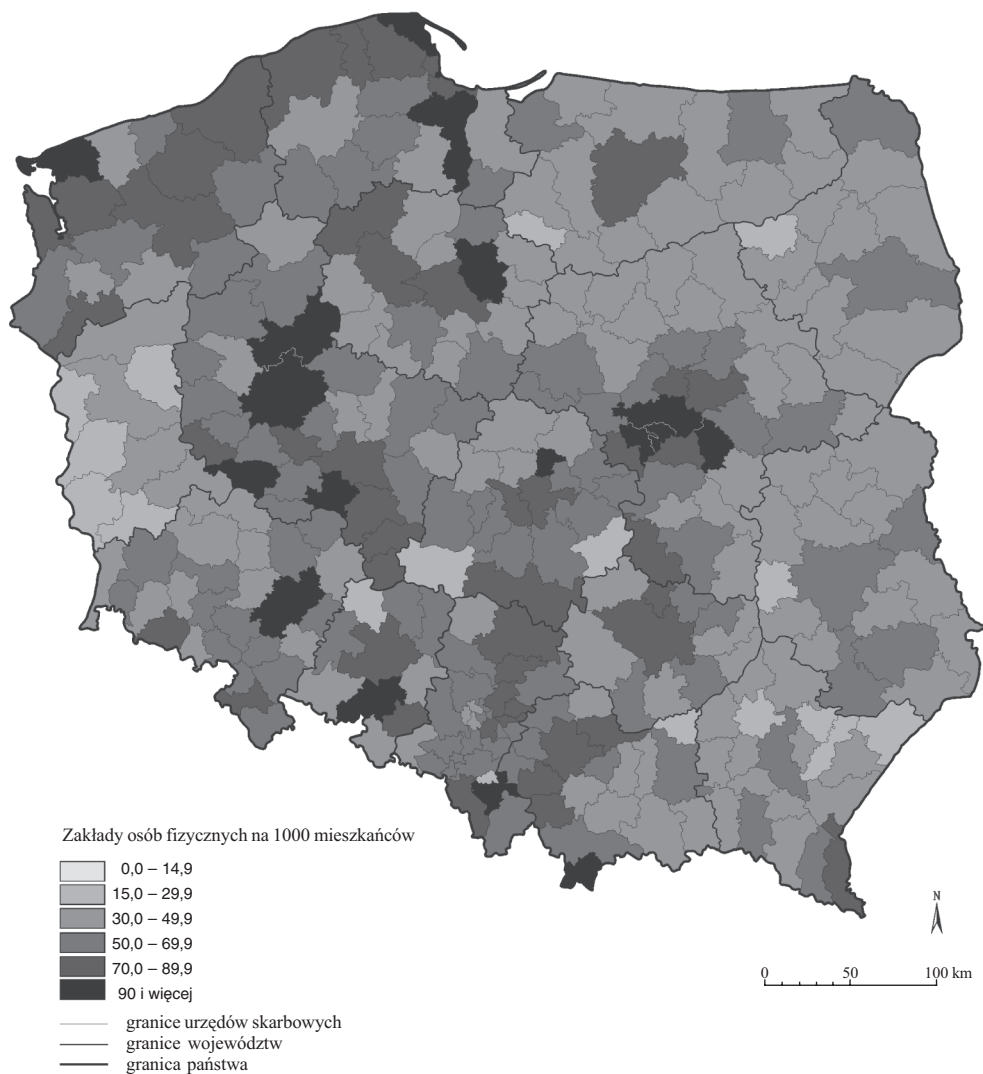 Zakłady osób fizycznych na 1000 mieszkańców
0,0 – 14,9
15,0 – 29,9
30,0 – 49,9
50,0 – 69,9
70,0 – 89,9
90 i więcej
granice urzędów skarbowych
granice województw
granica państwa
N
0 50 100 km